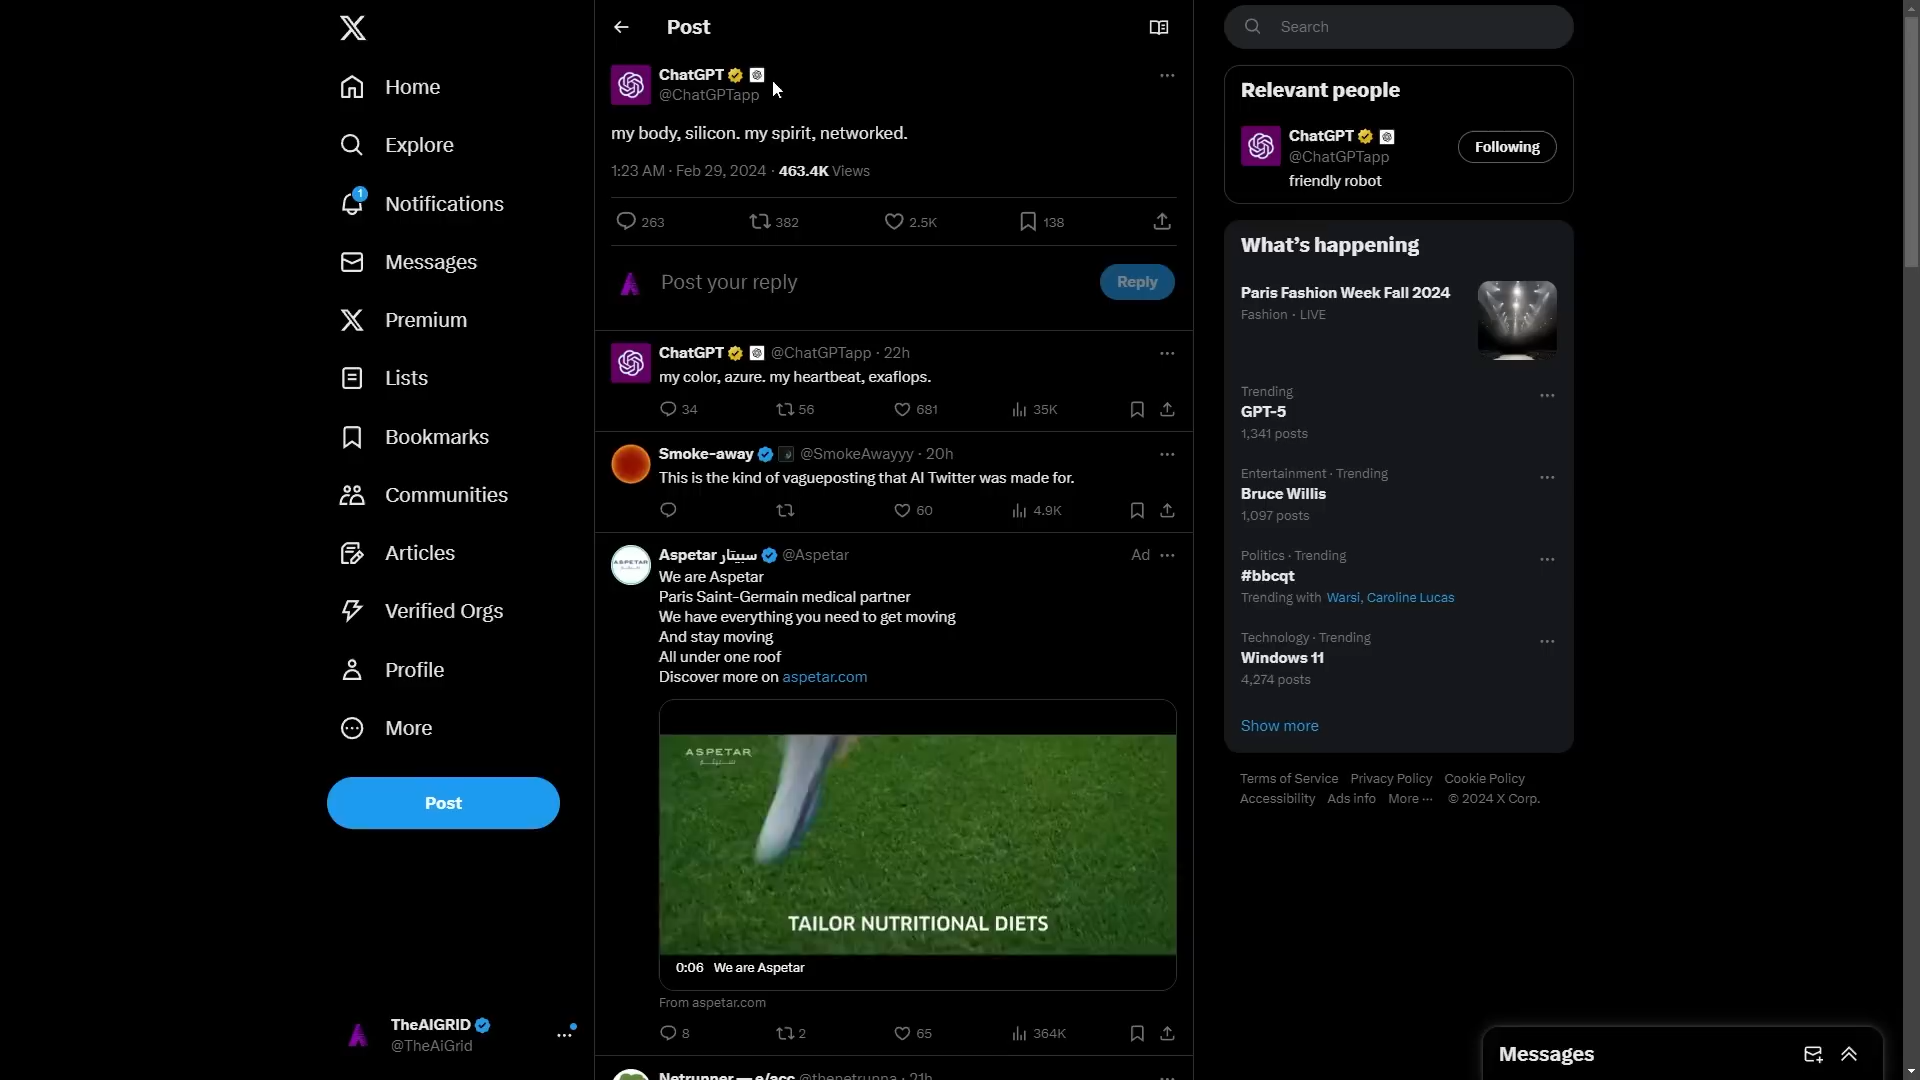 Home
Explore
1
Notifications
Messages
Premium
Lists
Bookmarks
Communities
Articles
Verified Orgs
Profile
More
Post
TheAIGRID
@TheAiGrid
Post
ChatGPT
@ChatGPTapp
my body, silicon. my spirit, networked.
1:23 AM · Feb 29, 2024 · 463.4K Views
263 382 2.5K 138
Post your reply
Reply
ChatGPT @ChatGPTapp · 22h
my color, azure. my heartbeat, exaflops.
34 56 681 35K
Smoke-away @SmokeAwayyy · 20h
This is the kind of vagueposting that AI Twitter was made for.
60 4.9K
Aspetar سبيتار @Aspetar
Ad
We are Aspetar
Paris Saint-Germain medical partner
We have everything you need to get moving
And stay moving
All under one roof
Discover more on aspetar.com
ASPETAR
TAILOR NUTRITIONAL DIETS
0:06 We are Aspetar
From aspetar.com
8 2 65 364K
Netrunner — e/acc @thenetrunna · 21h
Search
Relevant people
ChatGPT
@ChatGPTapp
Following
friendly robot
What's happening
Paris Fashion Week Fall 2024
Fashion · LIVE
Trending
GPT-5
1,341 posts
Entertainment · Trending
Bruce Willis
1,097 posts
Politics · Trending
#bbcqt
Trending with Warsi, Caroline Lucas
Technology · Trending
Windows 11
4,274 posts
Show more
Terms of Service Privacy Policy Cookie Policy
Accessibility Ads info More ··· © 2024 X Corp.
Messages